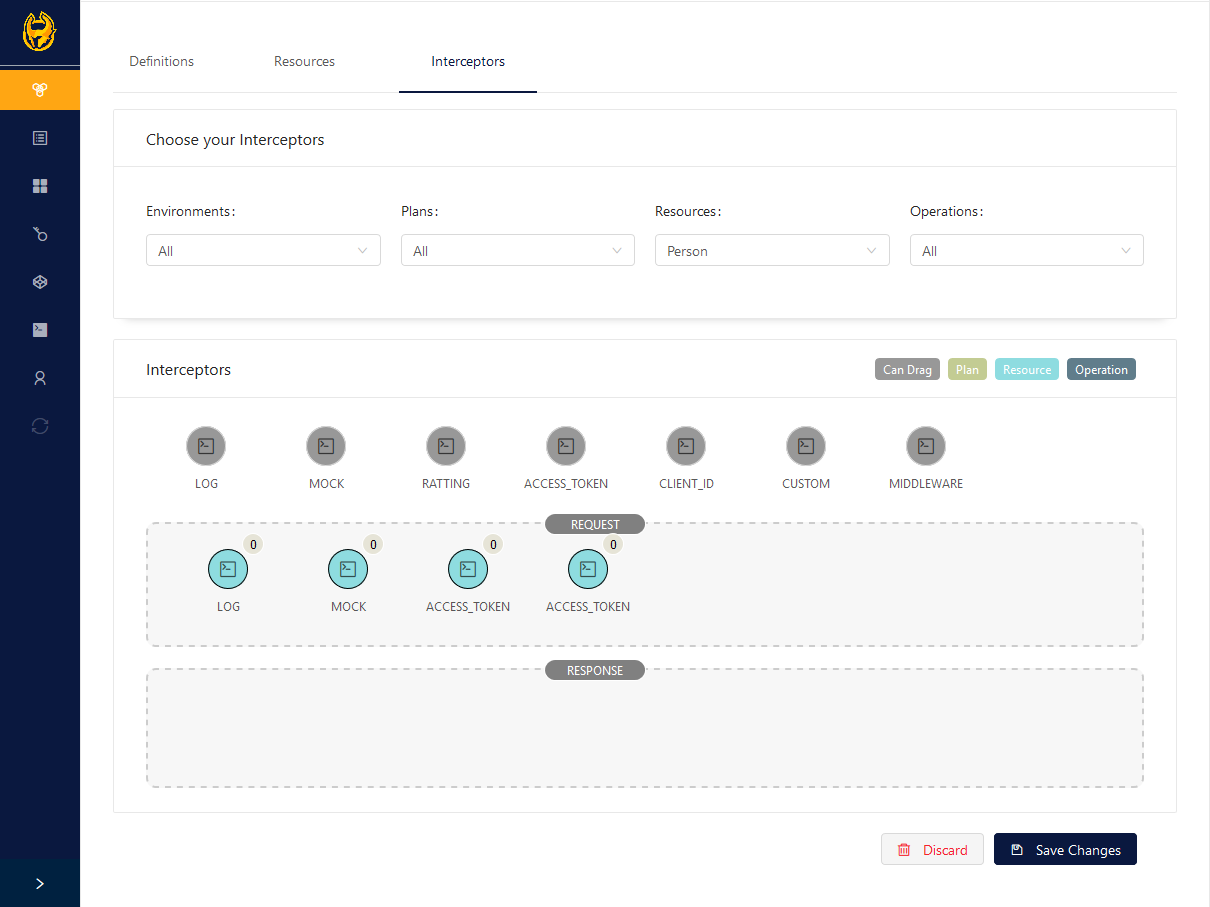 Definitions Resources Interceptors
Choose your Interceptors
Environments: Plans: Resources: Operations:
All All Person All
Interceptors Can Drag Plan Resource Operation
LOG MOCK RATTING ACCESS_TOKEN CLIENT_ID CUSTOM MIDDLEWARE
REQUEST
0 0 0 0
LOG MOCK ACCESS_TOKEN ACCESS_TOKEN
RESPONSE
Discard Save Changes